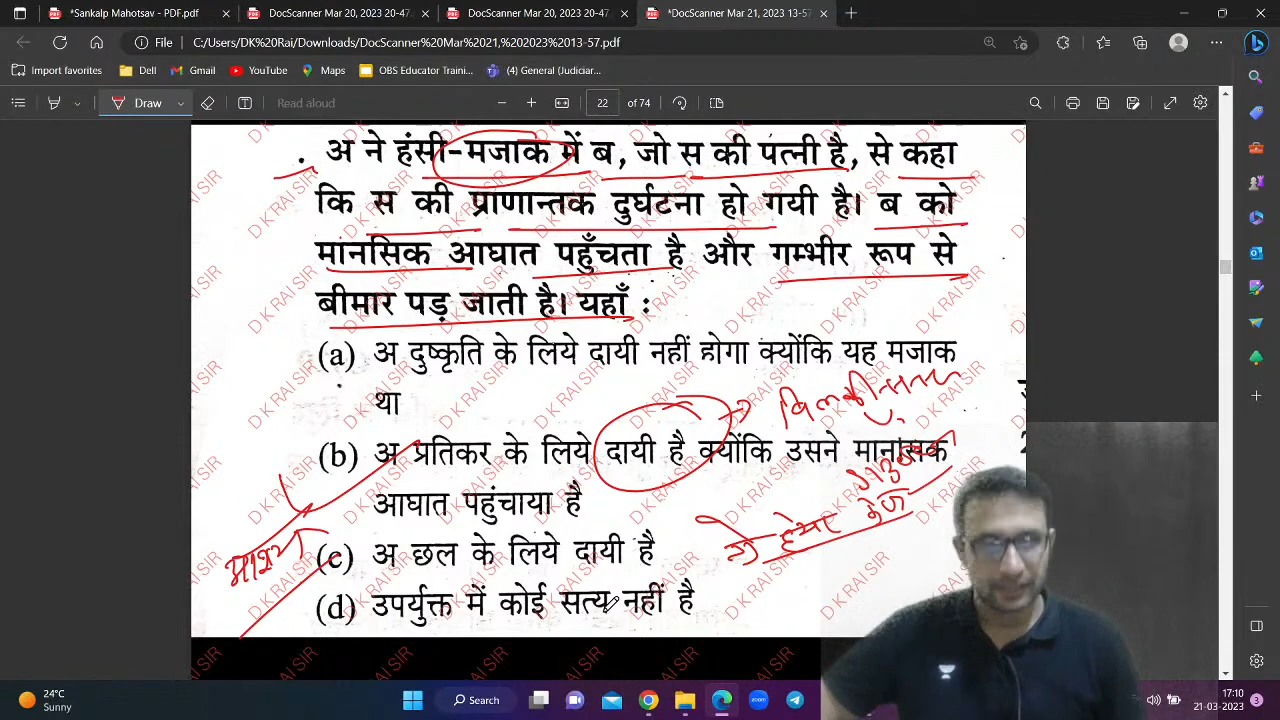 *Sankalp Mahotsav - PDF.pdf
DocScanner Mar 20, 2023 20-47
DocScanner Mar 20, 2023 20-47
*DocScanner Mar 21, 2023 13-57
File
C:/Users/DK%20Rai/Downloads/DocScanner%20Mar%2021,%202023%2013-57.pdf
Import favorites
Dell
Gmail
YouTube
Maps
OBS Educator Traini...
(4) General (Judiciar...
Draw
Read aloud
22
of 74
. अ ने हंसी-मजाक में ब, जो स की पत्नी है, से कहा
कि स की प्राणान्तक दुर्घटना हो गयी है। ब को
मानसिक आघात पहुँचता है और गम्भीर रूप से
बीमार पड़ जाती है। यहाँ :
(a) अ दुष्कृति के लिये दायी नहीं होगा क्योंकि यह मजाक
था
(b) अ प्रतिकर के लिये दायी है क्योंकि उसने मानसिक
आघात पहुंचाया है
(c) अ छल के लिये दायी है
(d) उपर्युक्त में कोई सत्य नहीं है
D K RAI SIR
24°C
Sunny
Search
17:10
21-03-2023
3